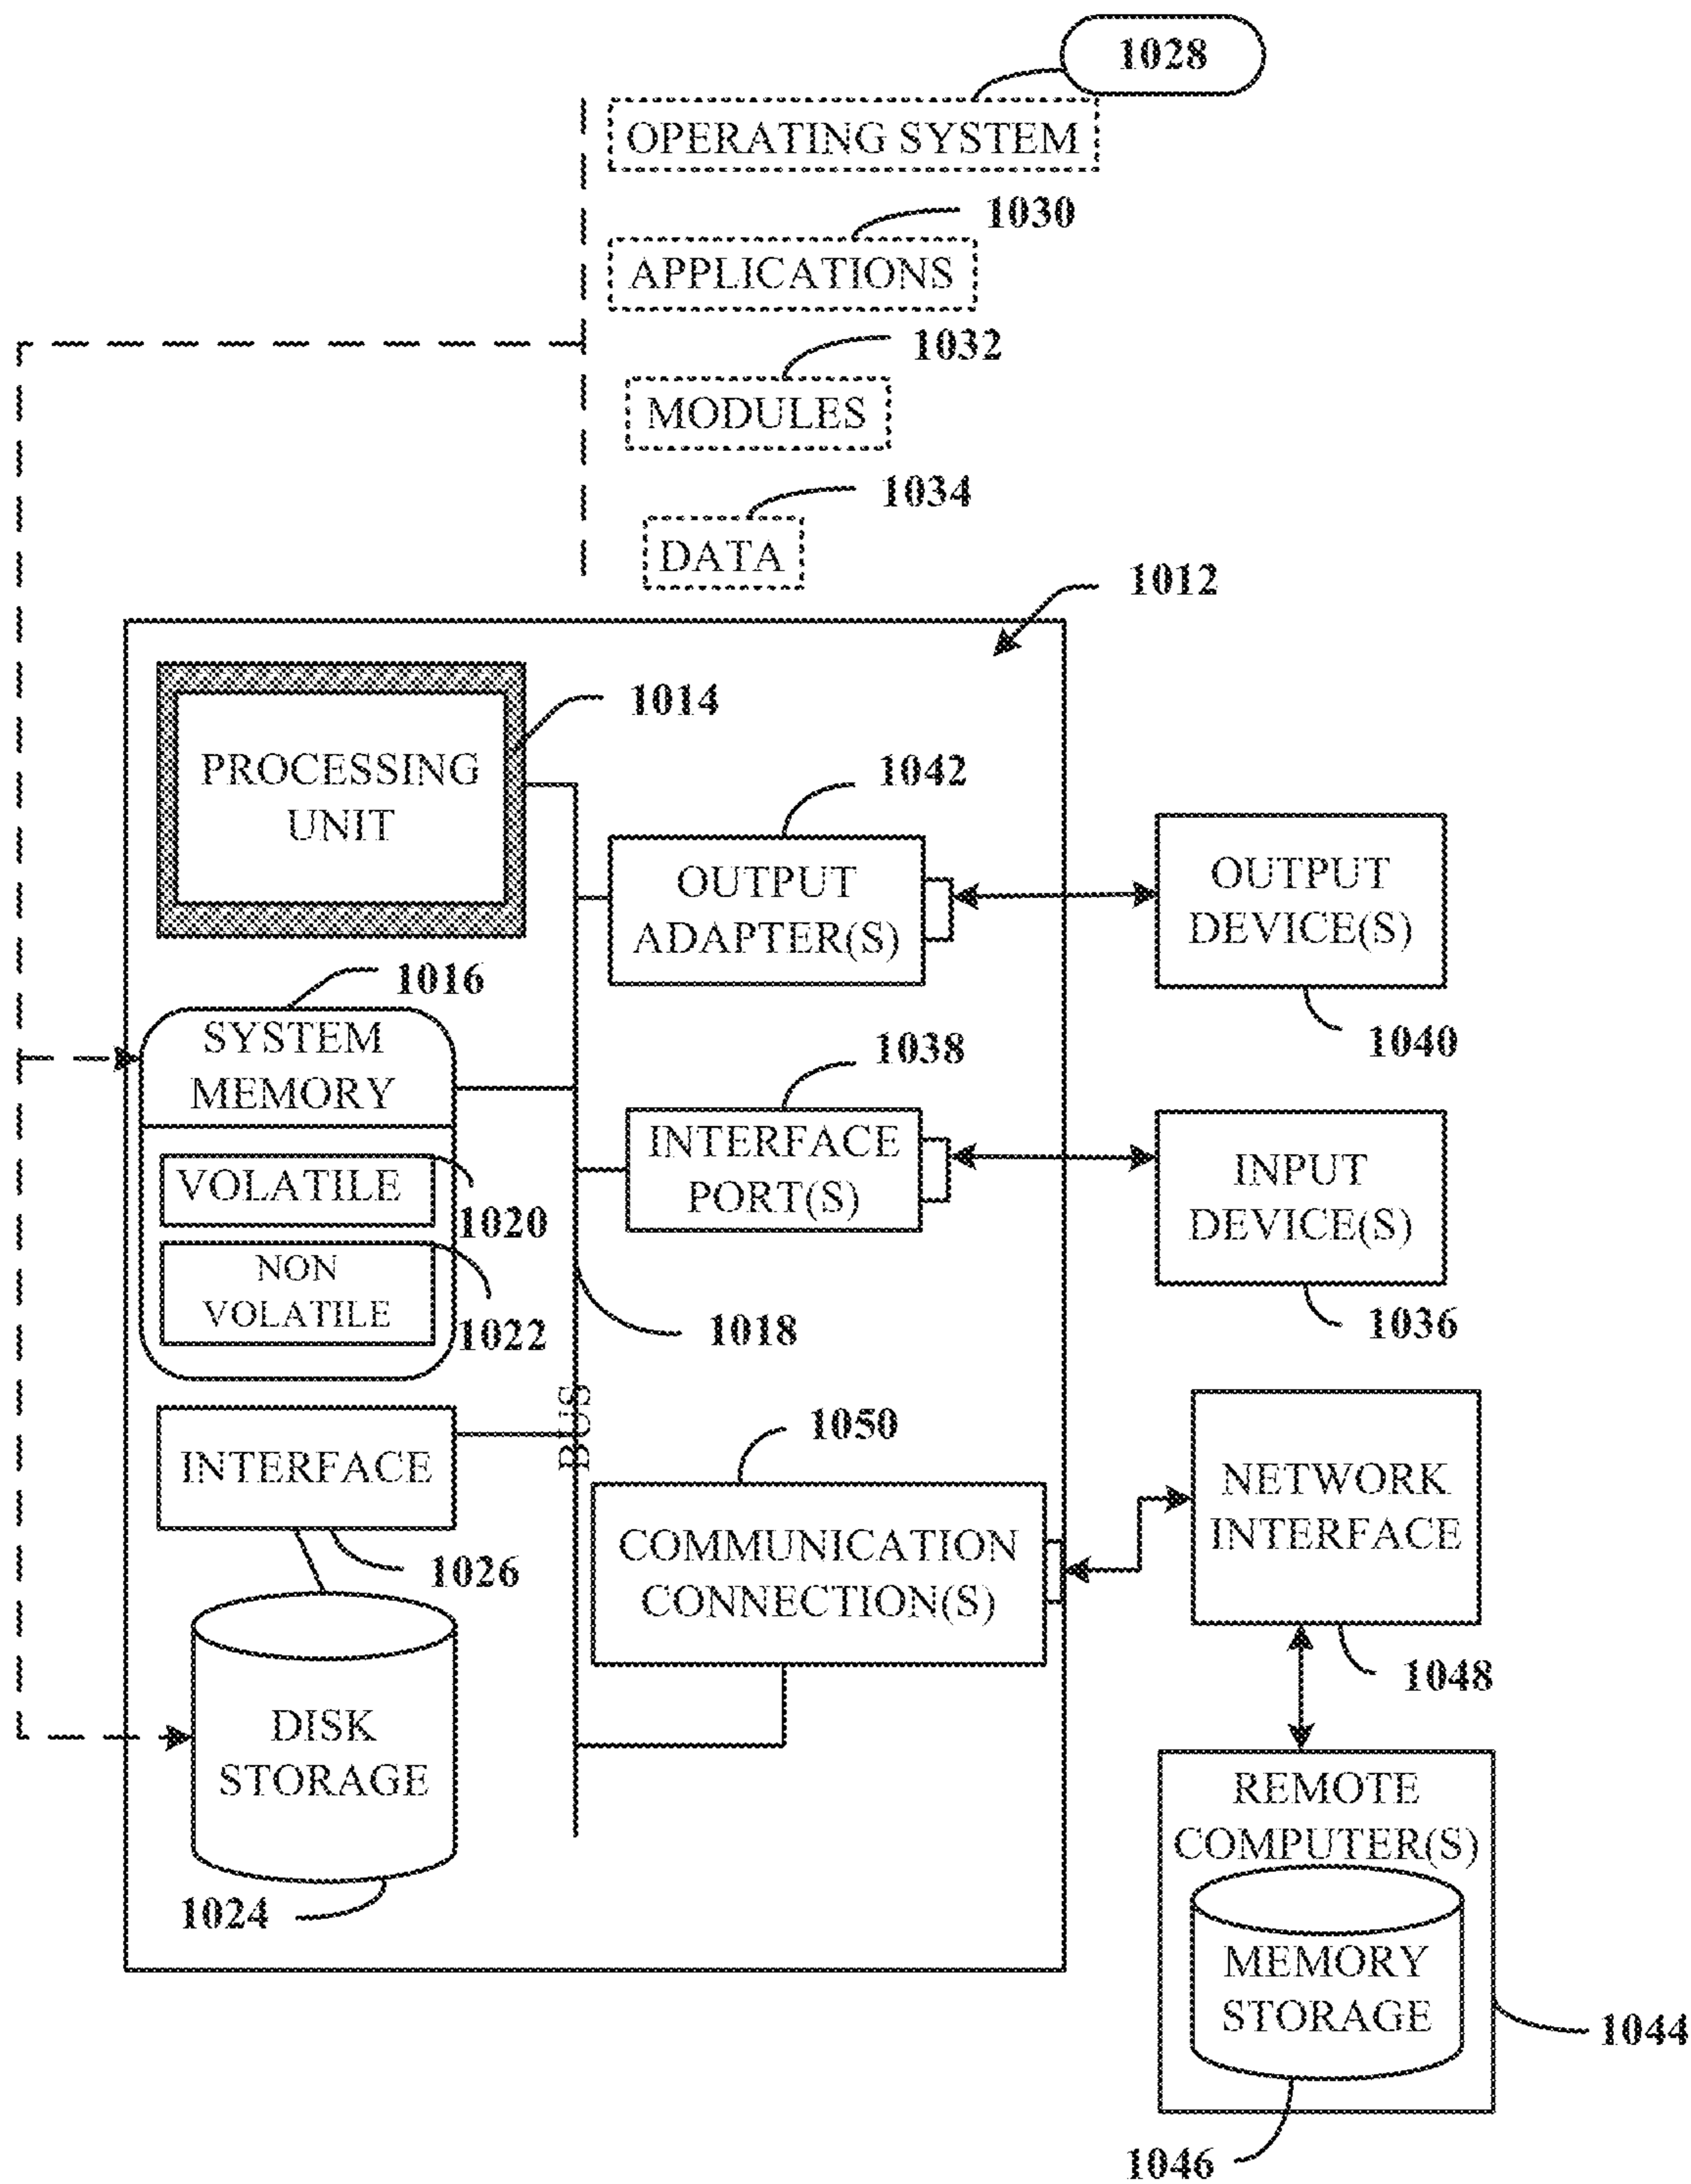 1028
OPERATING SYSTEM
1030
APPLICATIONS
1032
MODULES
1034
DATA
1012
1014
PROCESSING
UNIT
1042
OUTPUT
ADAPTER(S)
OUTPUT
DEVICE(S)
1040
1016
SYSTEM
MEMORY
VOLATILE
1020
NON
VOLATILE
1022
1038
INTERFACE
PORT(S)
INPUT
DEVICE(S)
1036
1018
BUS
INTERFACE
1026
1050
COMMUNICATION
CONNECTION(S)
NETWORK
INTERFACE
1048
DISK
STORAGE
1024
REMOTE
COMPUTER(S)
MEMORY
STORAGE
1044
1046